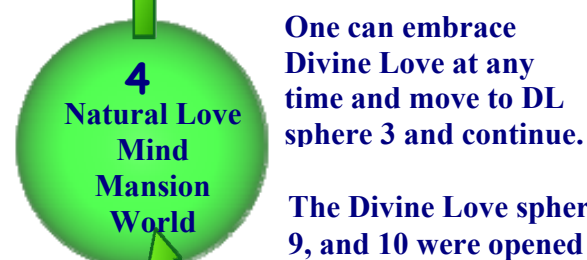 4
Natural Love
Mind
Mansion
World
One can embrace
Divine Love at any
time and move to DL
sphere 3 and continue.
The Divine Love
9, and 10 were opened